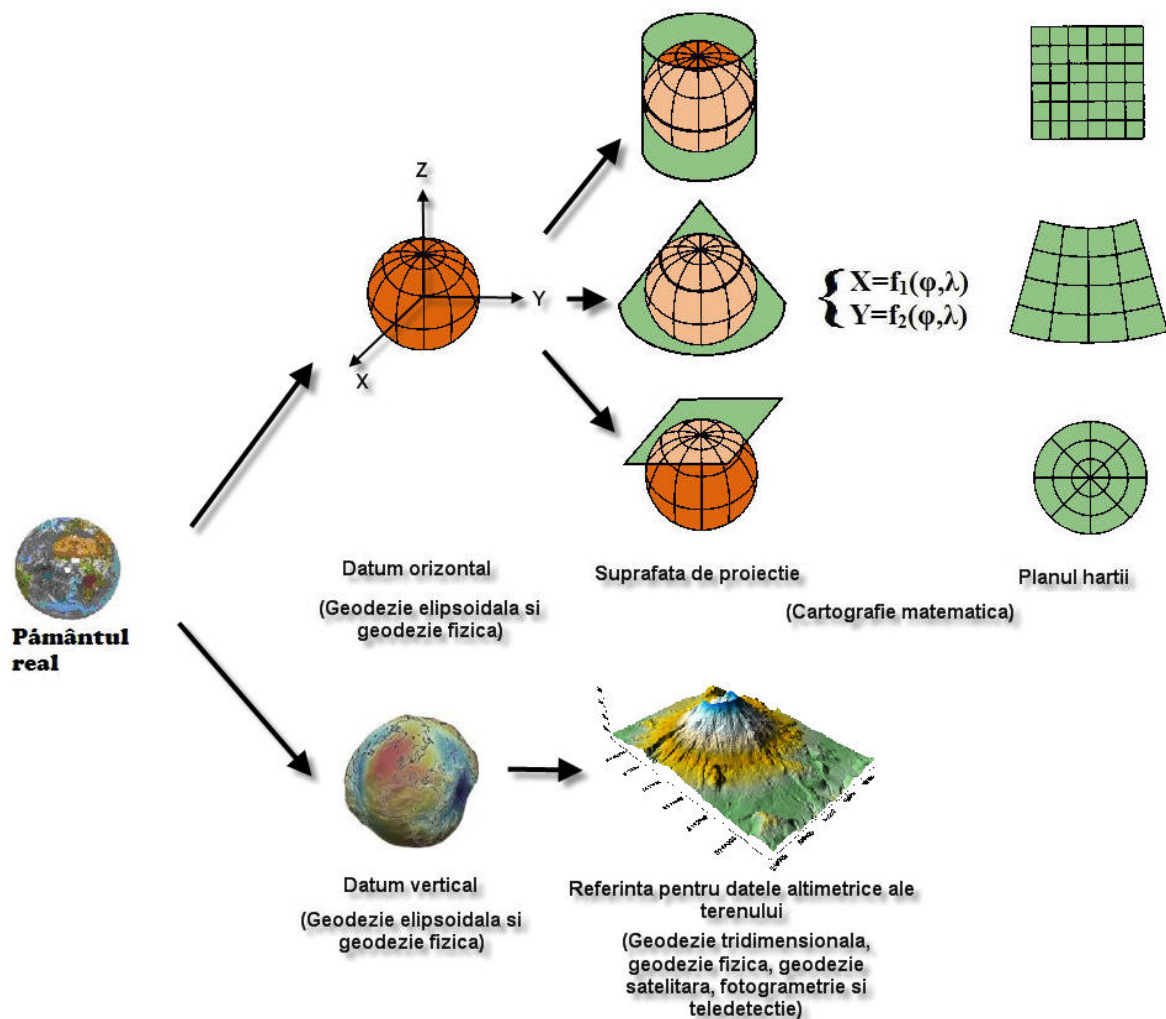 Z
Y
X
X=f₁(φ,λ)
Y=f₂(φ,λ)
Pământul
real
Datum orizontal
(Geodezie elipsoidala si
geodezie fizica)
Suprafata de proiectie
Planul hartii
(Cartografie matematica)
Datum vertical
(Geodezie elipsoidala si
geodezie fizica)
Referinta pentru datele altimetrice ale
terenului
(Geodezie tridimensionala,
geodezie fizica, geodezie
satelitara, fotogrametrie si
teledetectie)